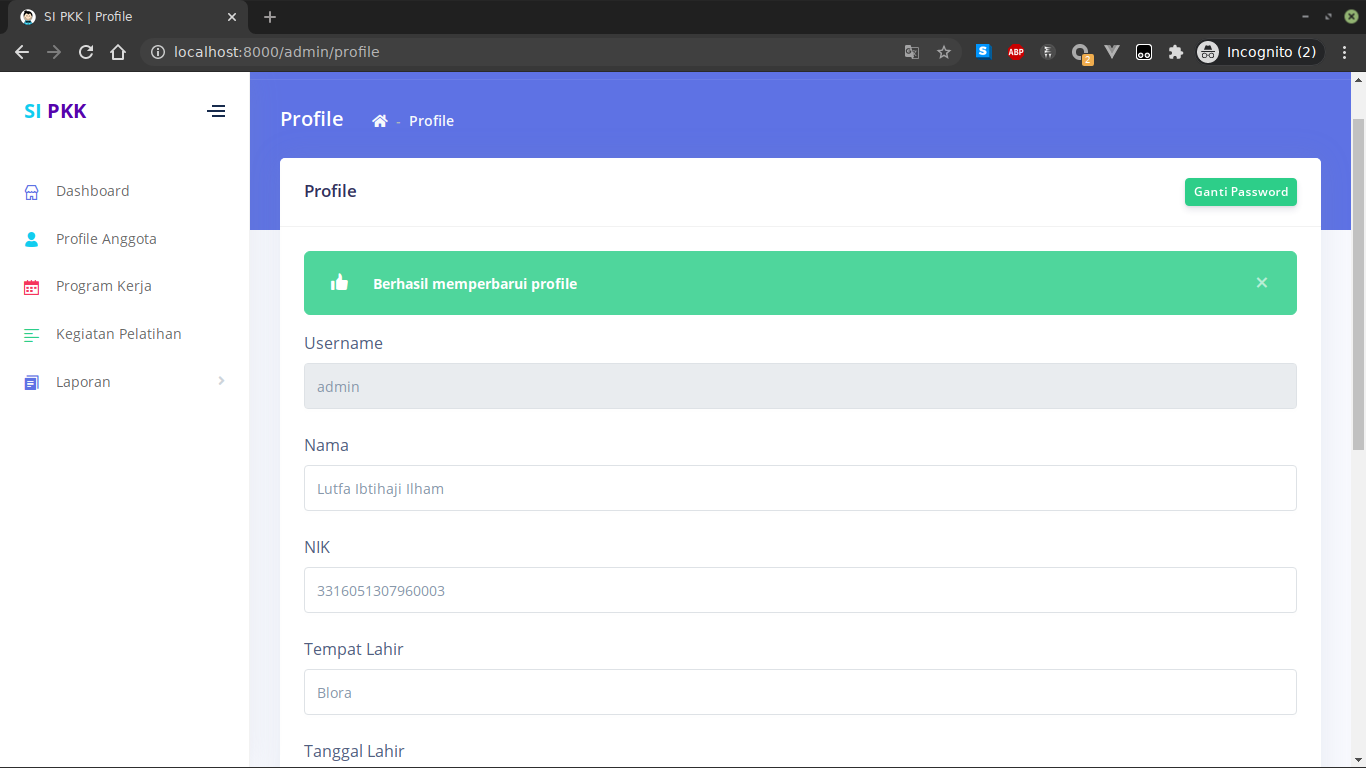 SI PKK | Profile
localhost:8000/admin/profile
ABP
2
Incognito (2)
SI PKK
Dashboard
Profile Anggota
Program Kerja
Kegiatan Pelatihan
Laporan
Profile
- Profile
Profile
Ganti Password
Berhasil memperbarui profile
Username
admin
Nama
Lutfa Ibtihaji Ilham
NIK
3316051307960003
Tempat Lahir
Blora
Tanggal Lahir